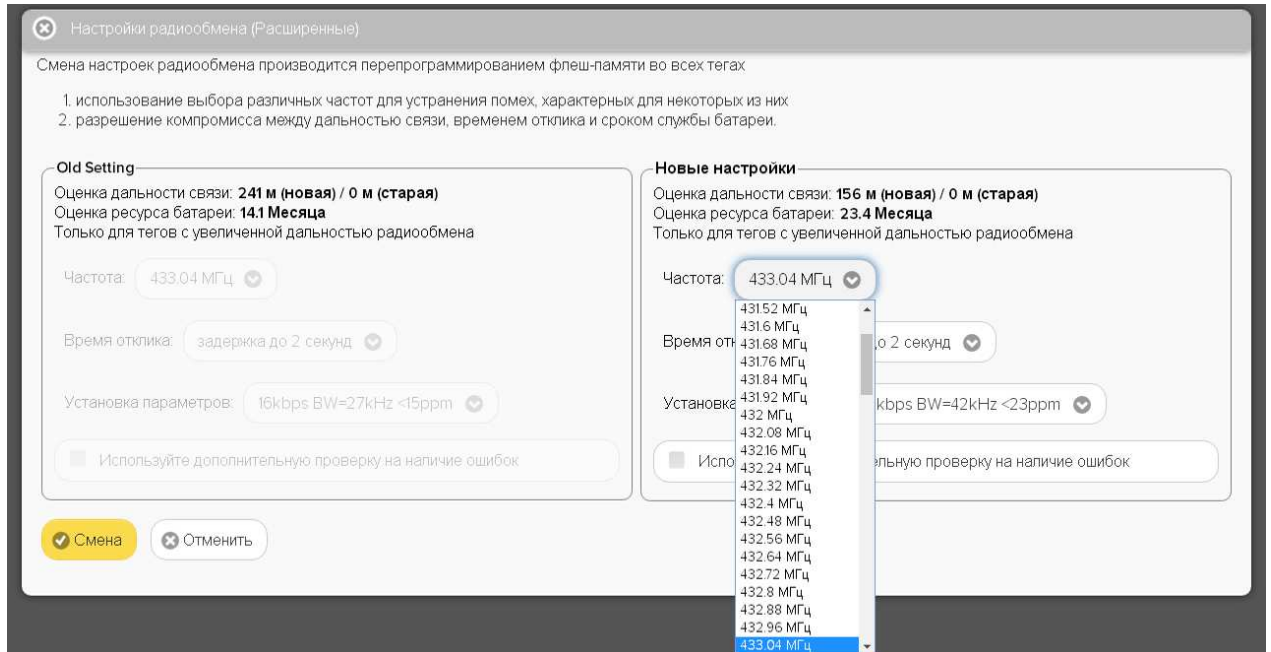 Настройки радиообмена (Расширенные)
Смена настроек радиообмена производится перепрограммированием флеш-памяти во всех тегах
1. использование выбора различных частот для устранения помех, характерных для некоторых из них
2. разрешение компромисса между дальностью связи, временем отклика и сроком службы батареи.
Old Setting
Оценка дальности связи: 241 м (новая) / 0 м (старая)
Оценка ресурса батареи: 14.1 Месяца
Только для тегов с увеличенной дальностью радиообмена
Частота: 433.04 МГц
Время отклика: задержка до 2 секунд
Установка параметров: 16kbps BW=27kHz <15ppm
Используйте дополнительную проверку на наличие ошибок
Новые настройки
Оценка дальности связи: 156 м (новая) / 0 м (старая)
Оценка ресурса батареи: 23.4 Месяца
Только для тегов с увеличенной дальностью радиообмена
Частота: 433.04 МГц
431.52 МГц
431.6 МГц
431.68 МГц
431.76 МГц
431.84 МГц
431.92 МГц
432 МГц
432.08 МГц
432.16 МГц
432.24 МГц
432.32 МГц
432.4 МГц
432.48 МГц
432.56 МГц
432.64 МГц
432.72 МГц
432.8 МГц
432.88 МГц
432.96 МГц
433.04 МГц
Время от
о 2 секунд
Установка
kbps BW=42kHz <23ppm
Испо
ельную проверку на наличие ошибок
Смена
Отменить